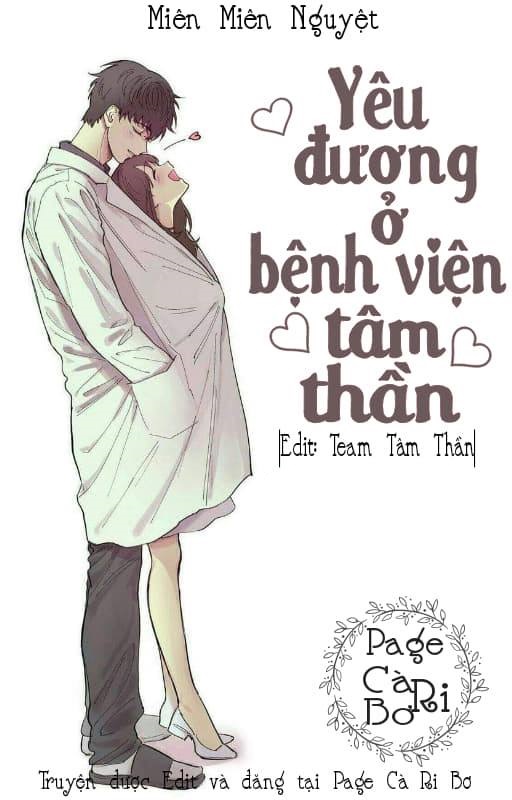 Miên Miên Nguyệt
Yêu
đương
ở
bệnh viện
tâm
thần
|Edit: Team Tâm Thần|
Page
Cà
Ri
Bơ
Truyện được Edit và đăng tại Page Cà Ri Bơ